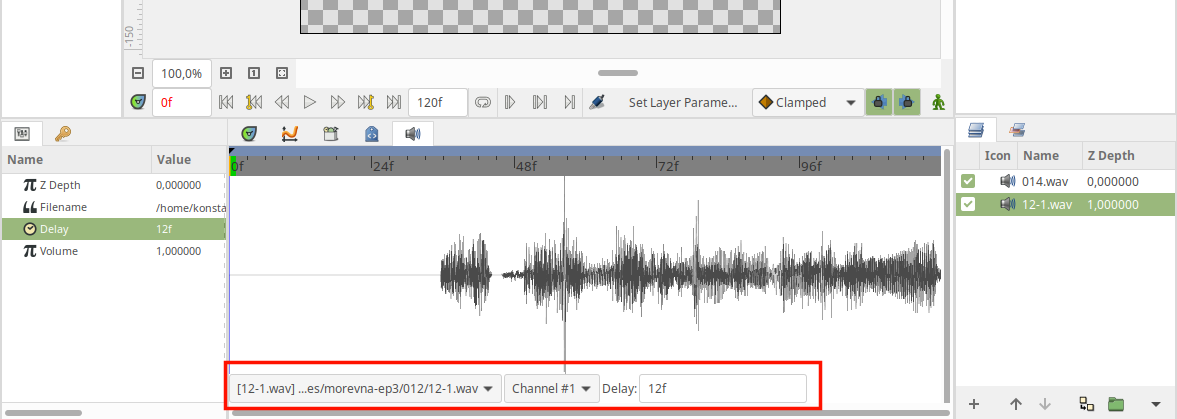 -150
100,0%
0f
120f
Set Layer Parame...
Clamped
Name Value
Z Depth 0,000000
Filename /home/konsta
Delay 12f
Volume 1,000000
0f 24f 48f 72f 96f
[12-1.wav] ...es/morevna-ep3/012/12-1.wav Channel #1 Delay: 12f
Icon Name Z Depth
014.wav 0,000000
12-1.wav 1,000000